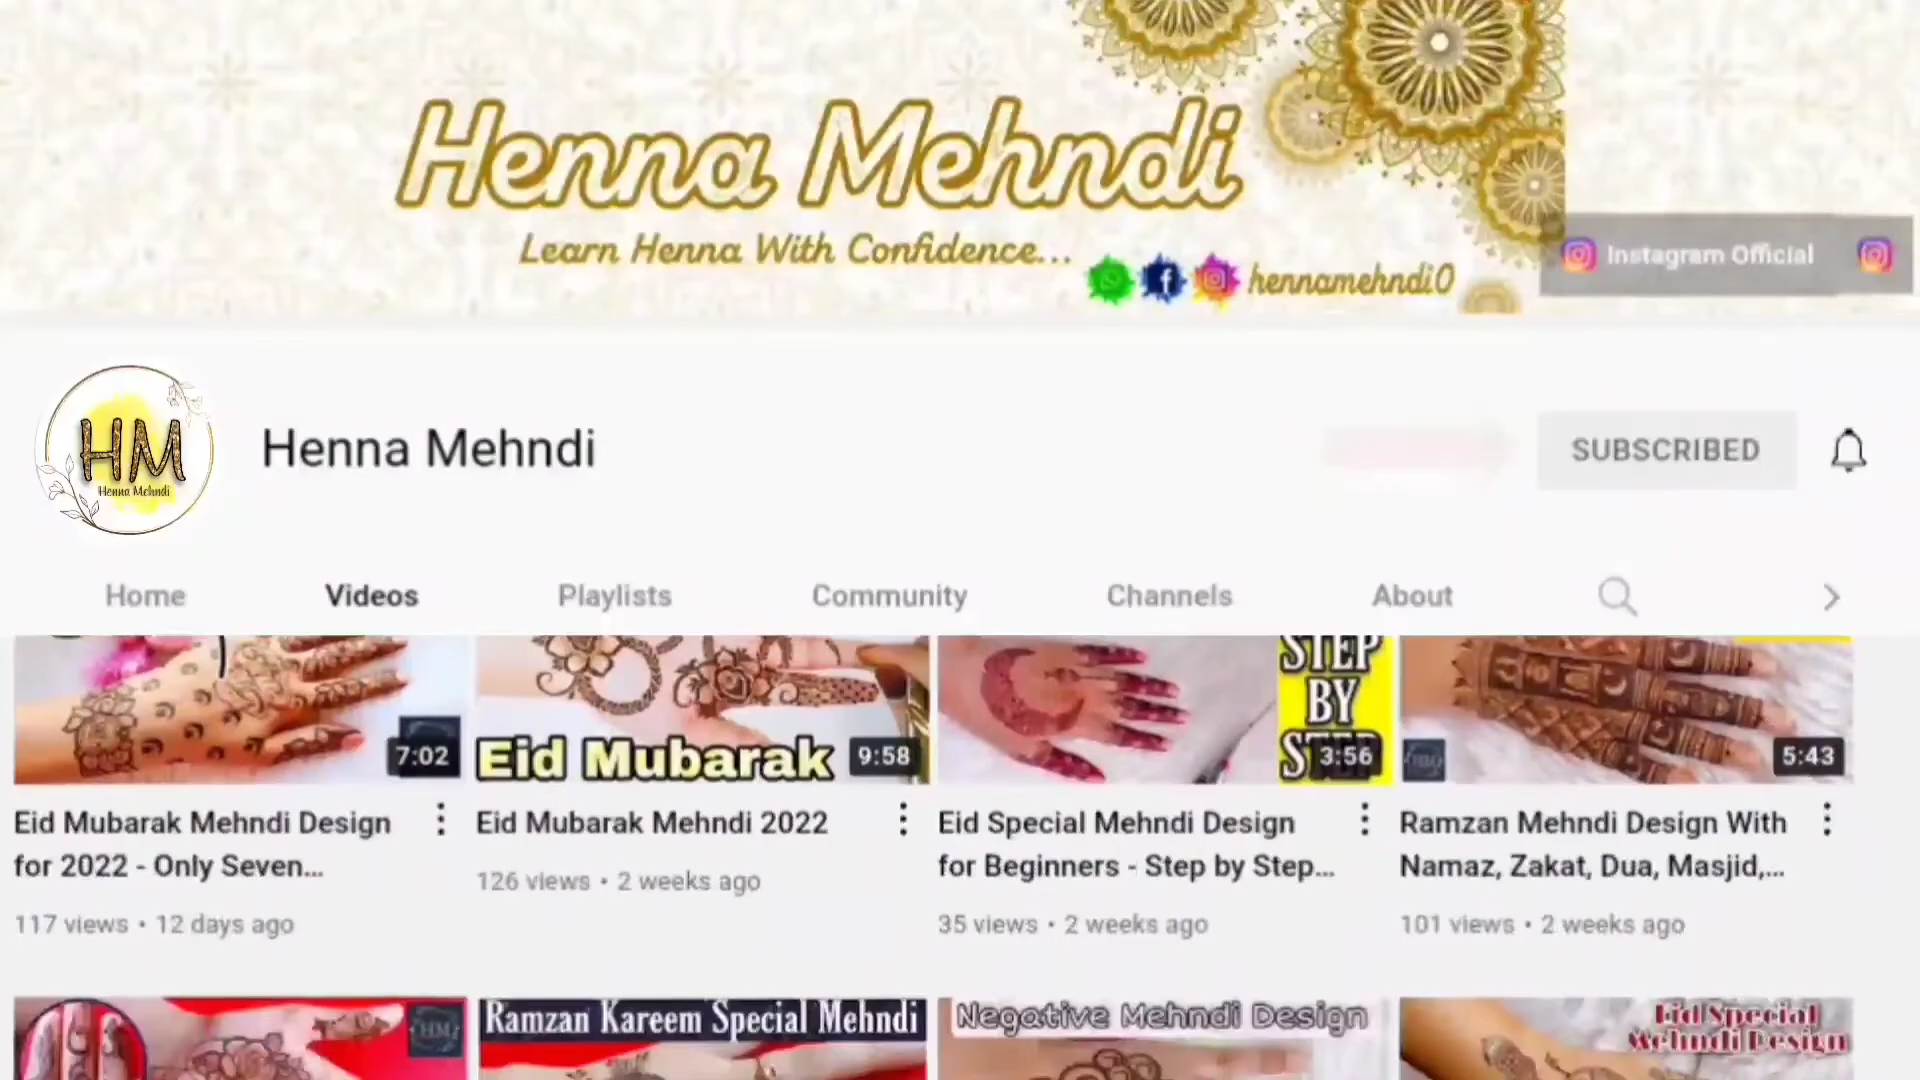 Henna Mehndi
Learn Henna With Confidence...
hennamehndi0
Instagram Official
HM
Henna Mehndi
Henna Mehndi
SUBSCRIBED
Home Videos Playlists Community Channels About
7:02
Eid Mubarak
9:58
STEP
BY
STEP
3:56
5:43
Eid Mubarak Mehndi Design
for 2022 - Only Seven...
117 views • 12 days ago
Eid Mubarak Mehndi 2022
126 views • 2 weeks ago
Eid Special Mehndi Design
for Beginners - Step by Step...
35 views • 2 weeks ago
Ramzan Mehndi Design With
Namaz, Zakat, Dua, Masjid,...
101 views • 2 weeks ago
HM
Ramzan Kareem Special Mehndi
Negative Mehndi Design
Eid Special
Mehndi Design